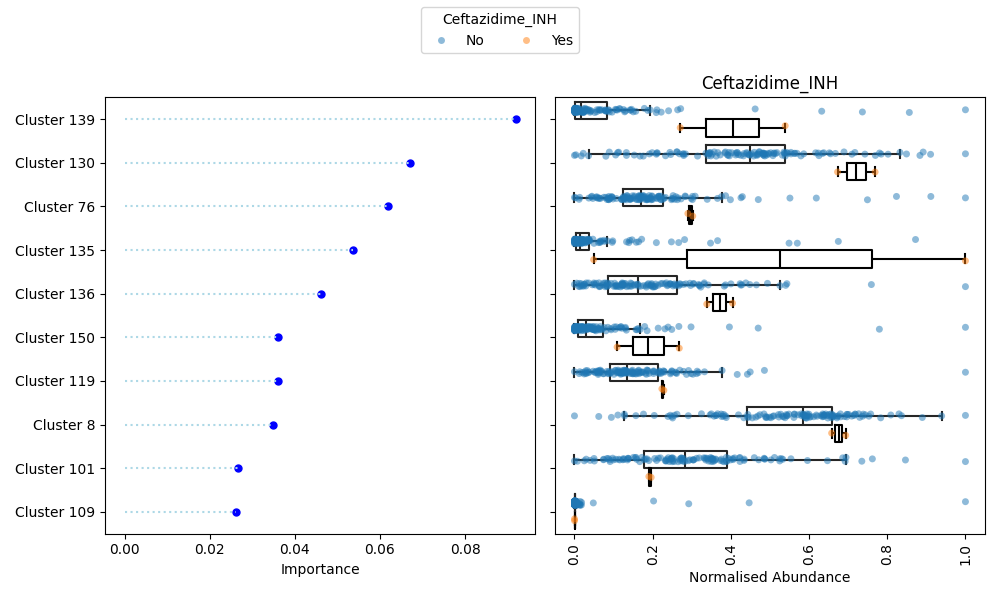 Ceftazidime_INH
No Yes
Ceftazidime_INH
Cluster 139
Cluster 130
Cluster 76
Cluster 135
Cluster 136
Cluster 150
Cluster 119
Cluster 8
Cluster 101
Cluster 109
0.00 0.02 0.04 0.06 0.08
Importance
0.0 0.2 0.4 0.6 0.8 1.0
Normalised Abundance